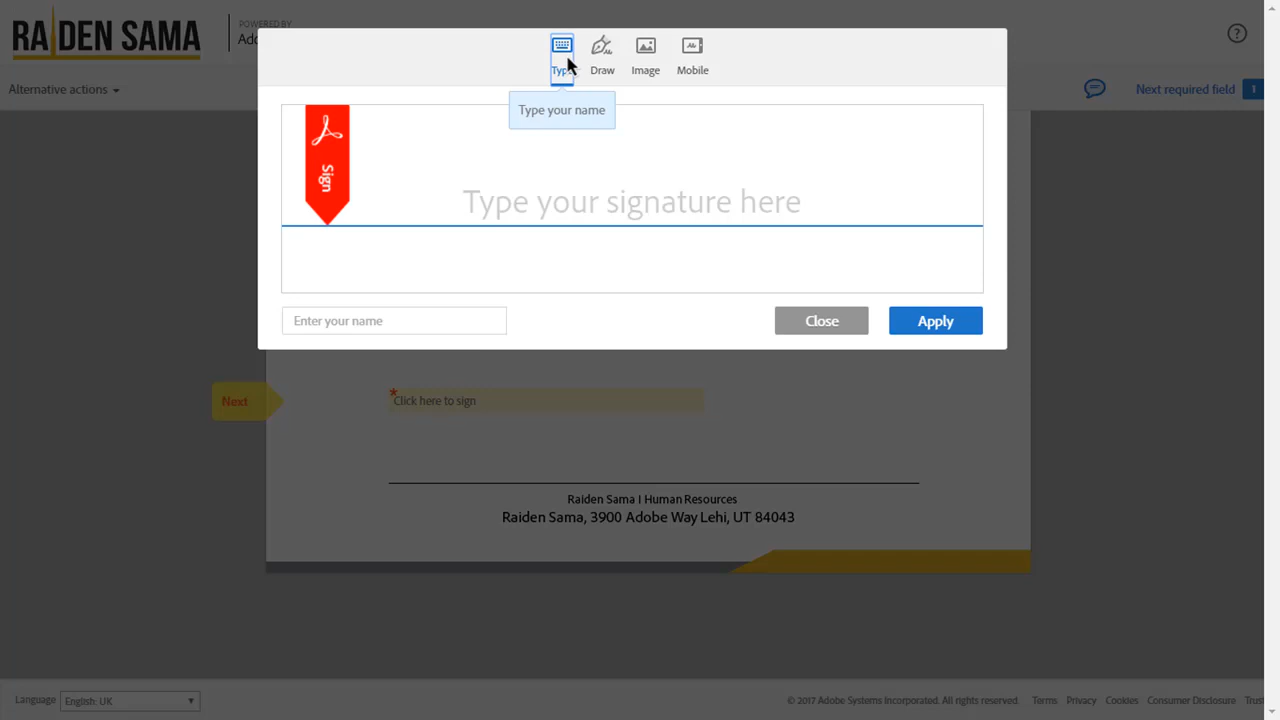 RAIDEN SAMA
POWERED BY
Ado
Type
Draw
Image
Mobile
Alternative actions
Next required field
1
Type your name
Sign
Type your signature here
Enter your name
Close
Apply
Next
*
Click here to sign
Raiden Sama I Human Resources
Raiden Sama, 3900 Adobe Way Lehi, UT 84043
Language
English: UK
© 2017 Adobe Systems Incorporated. All rights reserved.
Terms
Privacy
Cookies
Consumer Disclosure
Trust